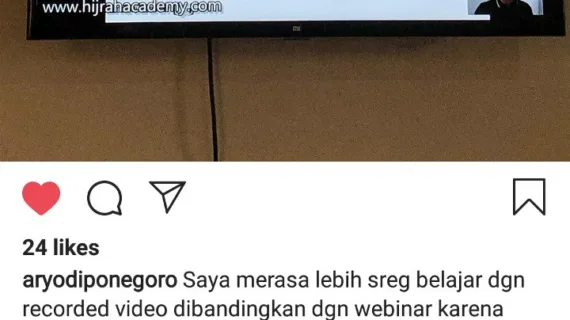 www.hijrahacademy.com
mi
24 likes
aryodiponegoro Saya merasa lebih sreg belajar dgn
recorded video dibandingkan dgn webinar karena